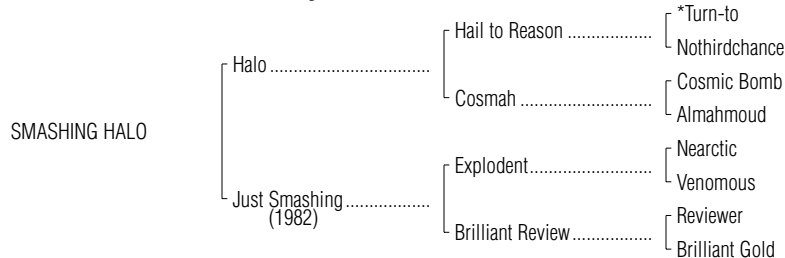 *Turn-to
Hail to Reason ..................
Nothirdchance
Halo ..................................
Cosmic Bomb
Cosmah ............................
Almahmoud
SMASHING HALO
Nearctic
Explodent..........................
Venomous
Just Smashing ..................
(1982)
Reviewer
Brilliant Review.................
Brilliant Gold